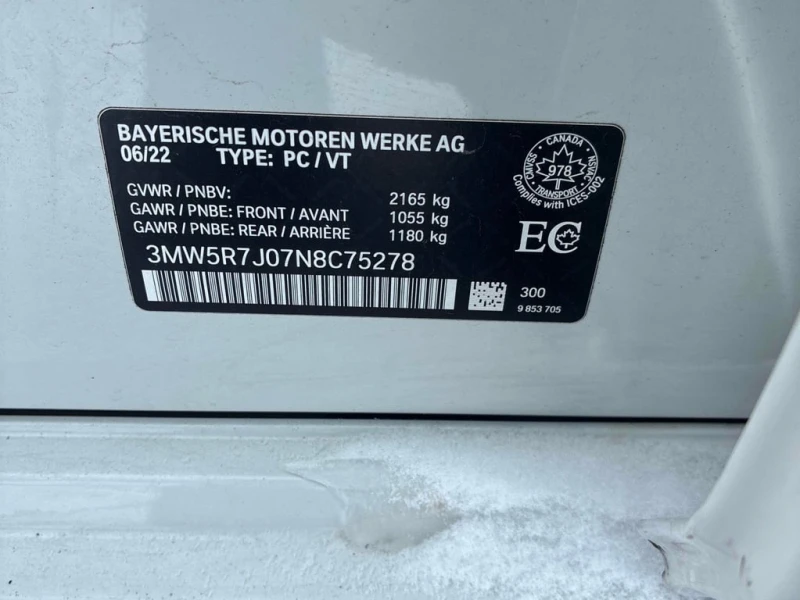 BAYERISCHE MOTOREN WERKE AG
06/22 TYPE: PC / VT
GVWR / PNBV: 2165 kg
GAWR / PNBE: FRONT / AVANT 1055 kg
GAWR / PNBE: REAR / ARRIÈRE 1180 kg
3MW5R7J07N8C75278
CANADA
CMVSS
978
NSVAC
TRANSPORT
Complies with ICES-002
EC
300
9 853 705